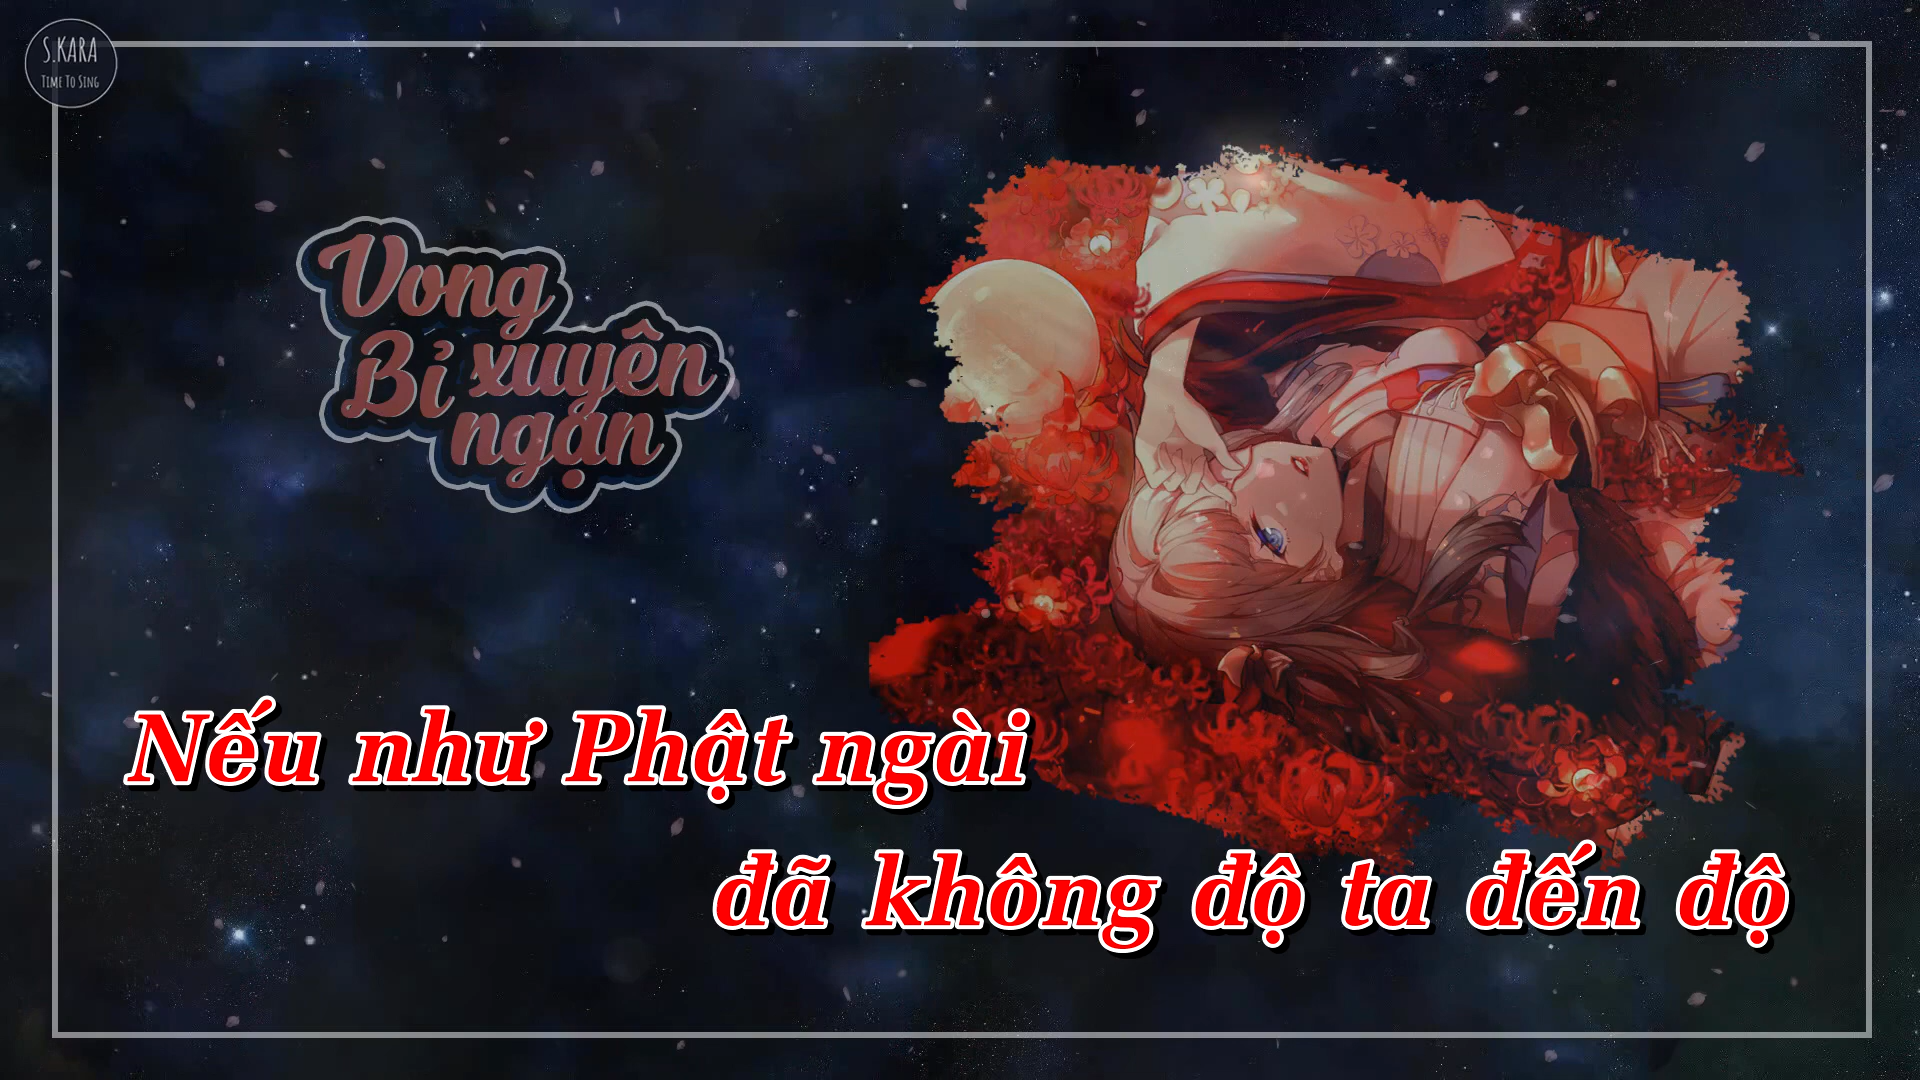 S.KARA
TIME TO SING
Vong
Bỉ xuyên
ngạn
Nếu như Phật ngài
đã không độ ta đến độ